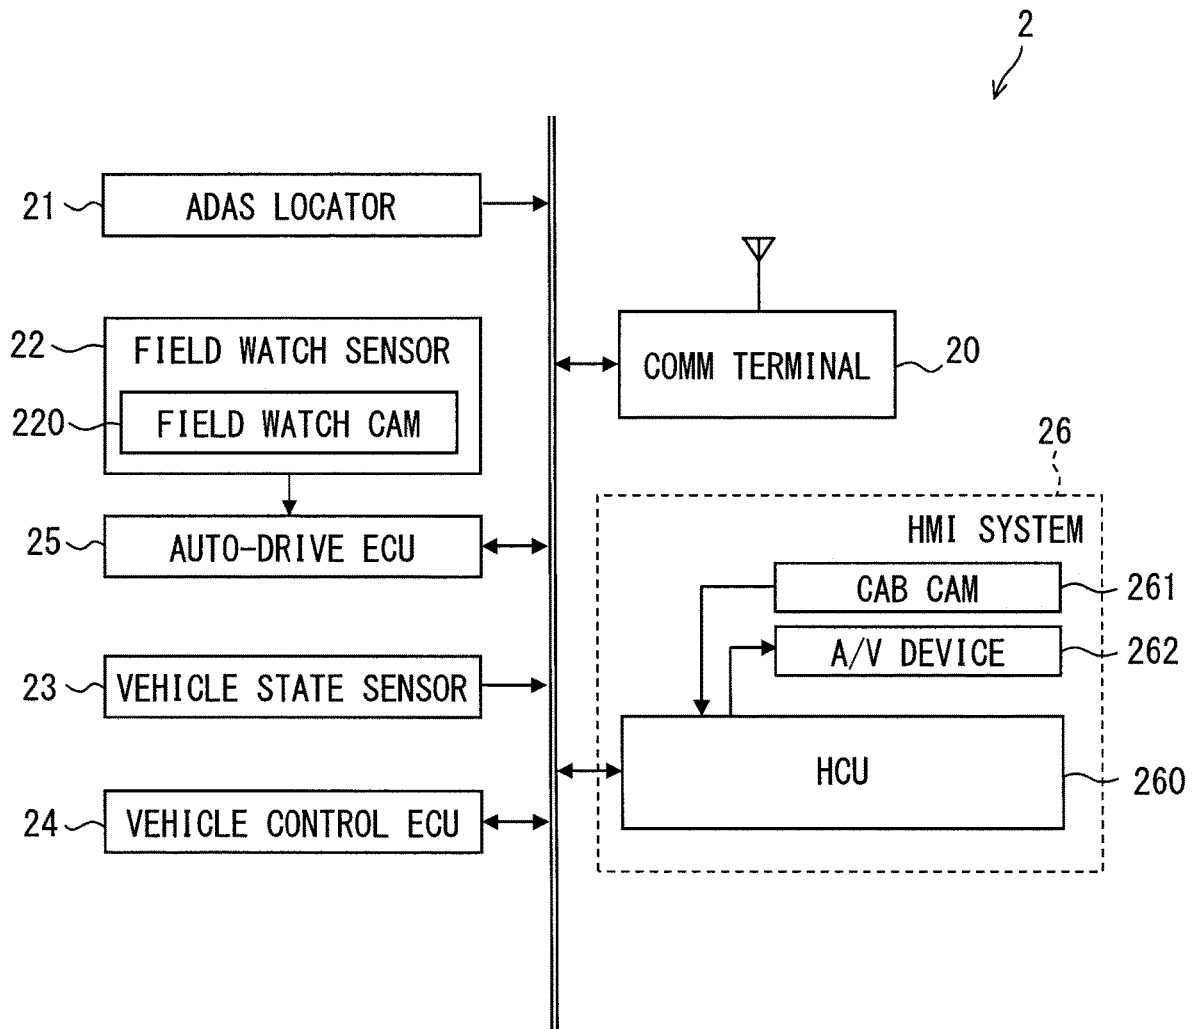 2
21
ADAS LOCATOR
22
FIELD WATCH SENSOR
220
FIELD WATCH CAM
COMM TERMINAL
20
25
AUTO-DRIVE ECU
26
HMI SYSTEM
CAB CAM
261
A/V DEVICE
262
23
VEHICLE STATE SENSOR
HCU
260
24
VEHICLE CONTROL ECU